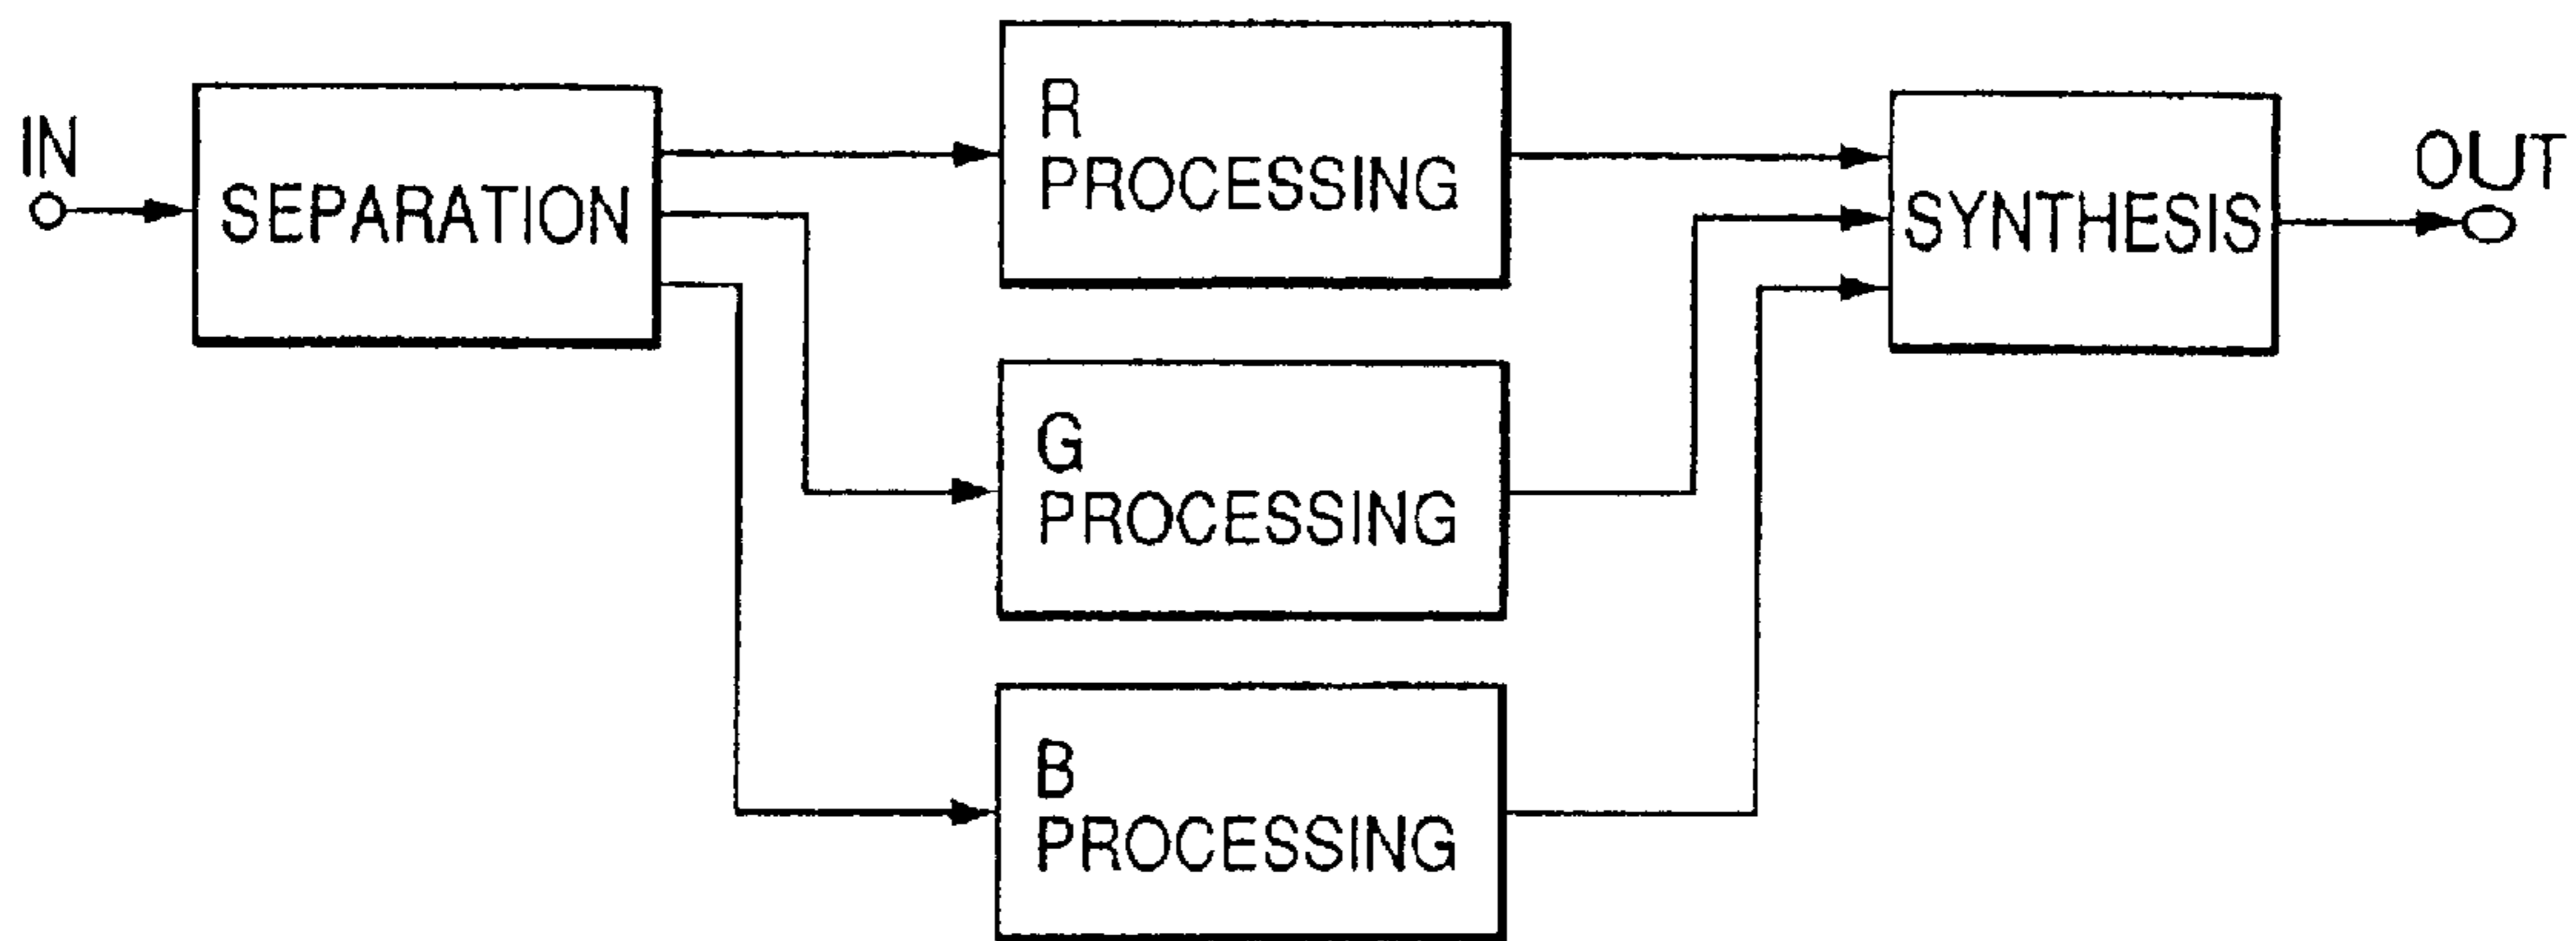 IN
SEPARATION
R
PROCESSING
G
PROCESSING
B
PROCESSING
SYNTHESIS
OUT